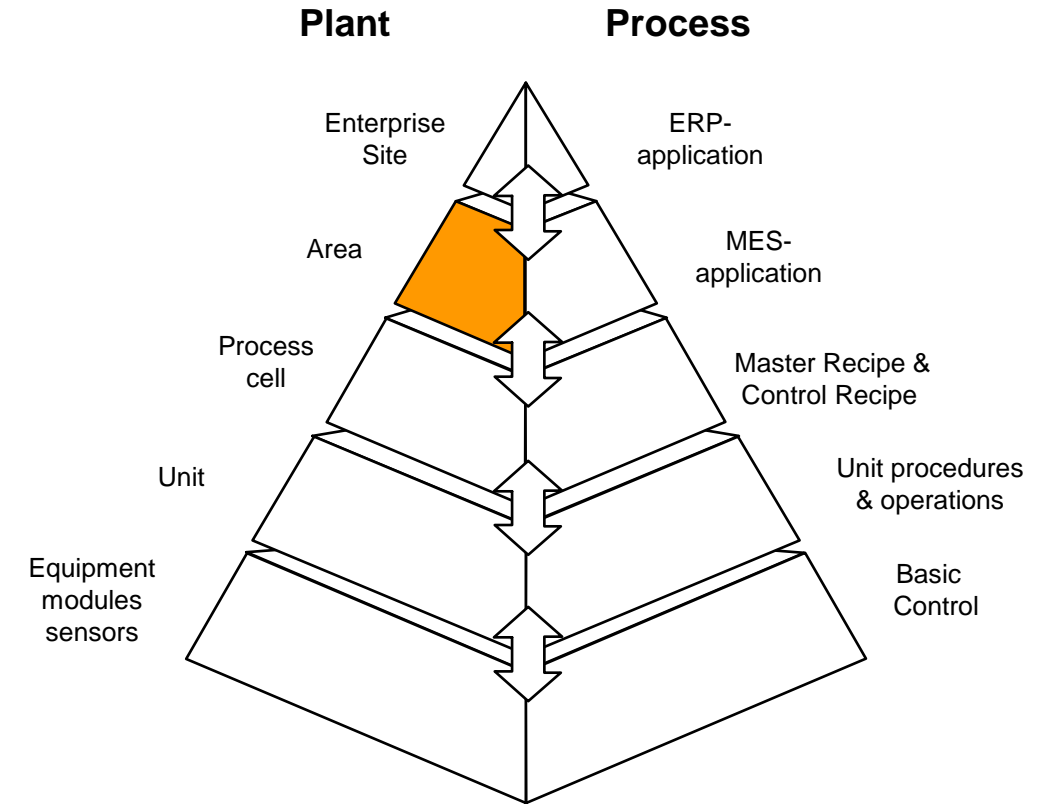 Plant Process
Enterprise
Site
ERP-
application
Area
MES-
application
Process
cell
Master Recipe &
Control Recipe
Unit
Unit procedures
& operations
Equipment
modules
sensors
Basic
Control